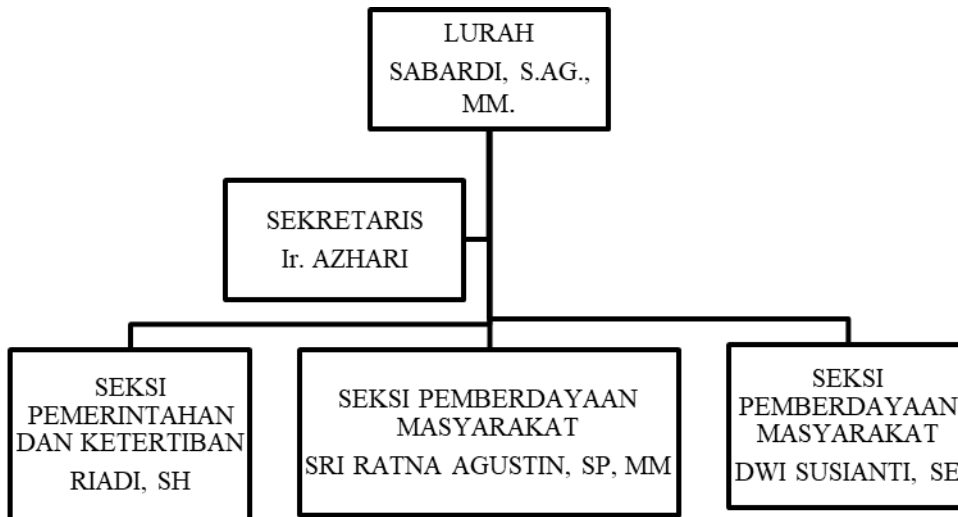 LURAH
SABARDI, S.AG.,
MM.
SEKRETARIS
Ir. AZHARI
SEKSI
PEMERINTAHAN
DAN KETERTIBAN
RIADI, SH
SEKSI PEMBERDAYAAN
MASYARAKAT
SRI RATNA AGUSTIN, SP, MM
SEKSI
PEMBERDAYAAN
MASYARAKAT
DWI SUSIANTI, SE